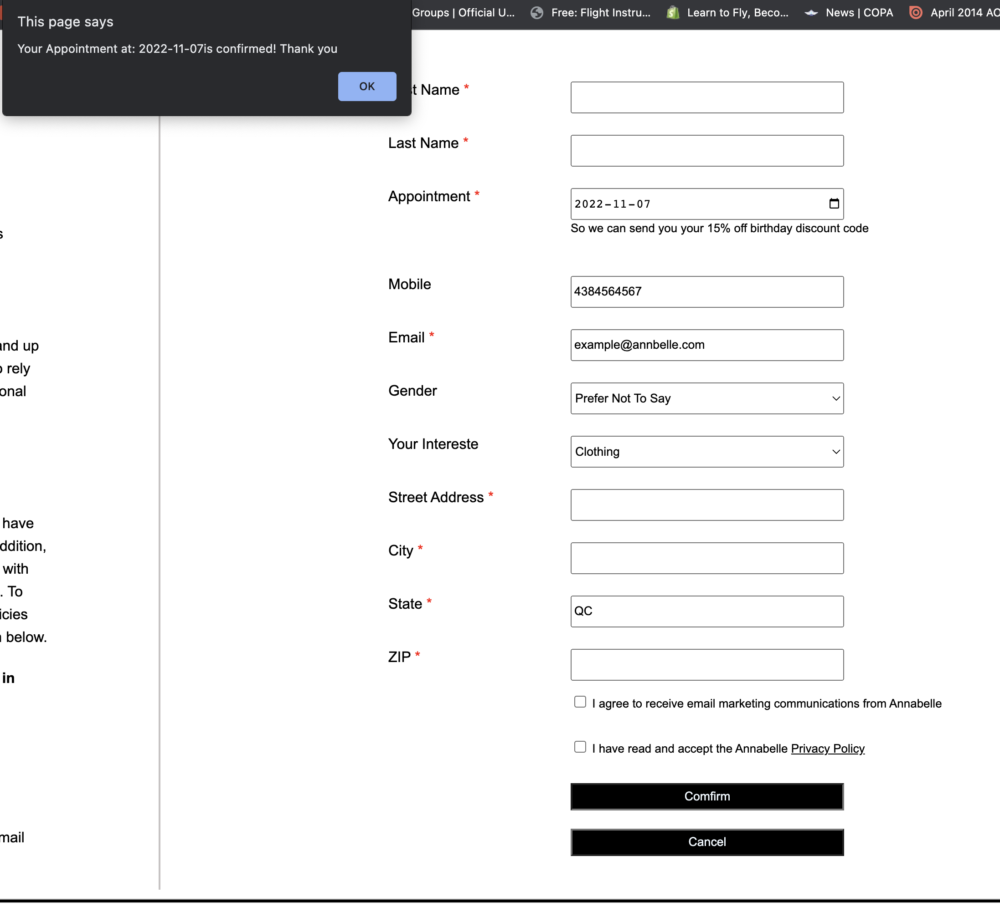 Groups | Official U... Free: Flight Instru... Learn to Fly, Beco... News | COPA April 2014 AO
This page says
Your Appointment at: 2022-11-07is confirmed! Thank you
OK
t Name *
Last Name *
Appointment * 2022-11-07
So we can send you your 15% off birthday discount code
s
Mobile 4384564567
Email * example@annbelle.com
and up
o rely
onal
Gender Prefer Not To Say
Your Intereste Clothing
Street Address *
have
ddition,
with
. To
icies
below.
in
mail
City *
State * QC
ZIP *
I agree to receive email marketing communications from Annabelle
I have read and accept the Annabelle Privacy Policy
Comfirm
Cancel